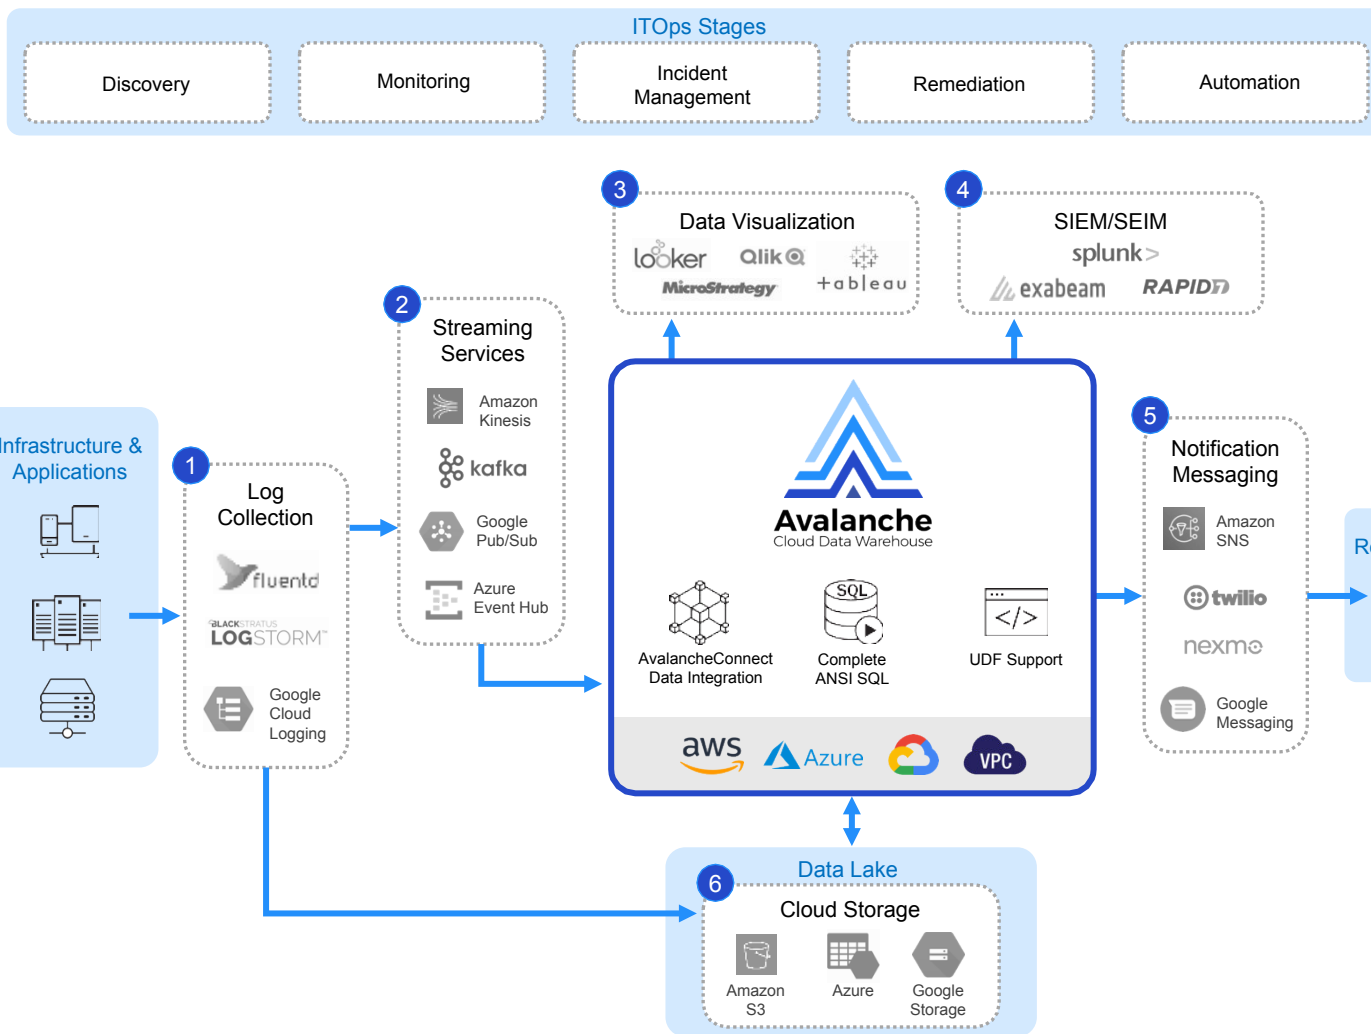 ITOps Stages
Discovery
Monitoring
Incident
Management
Remediation
Automation
3
Data Visualization
looker
Qlik
MicroStrategy
+ableau
4
SIEM/SEIM
splunk>
exabeam
RAPID7
2
Streaming
Services
Amazon
Kinesis
kafka
Google
Pub/Sub
Azure
Event Hub
Infrastructure &
Applications
1
Log
Collection
fluentd
BLACKSTRATUS
LOGSTORM™
Google
Cloud
Logging
Avalanche
Cloud Data Warehouse
SQL
AvalancheConnect
Data Integration
Complete
ANSI SQL
</>
UDF Support
aws
Azure
VPC
5
Notification
Messaging
Amazon
SNS
twilio
nexmo
Google
Messaging
Data Lake
6
Cloud Storage
Amazon
S3
Azure
Google
Storage